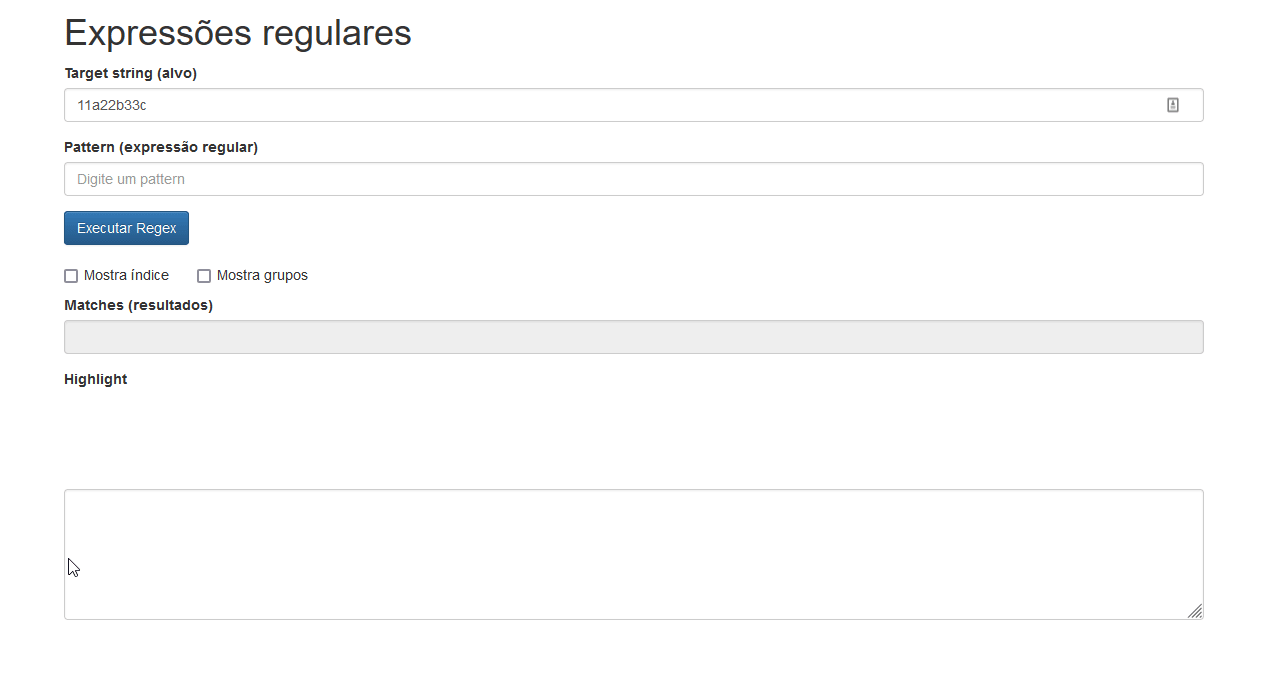 Expressões regulares
Target string (alvo)
11a22b33c
Pattern (expressão regular)
Digite um pattern
Executar Regex
Mostra índice Mostra grupos
Matches (resultados)
Highlight